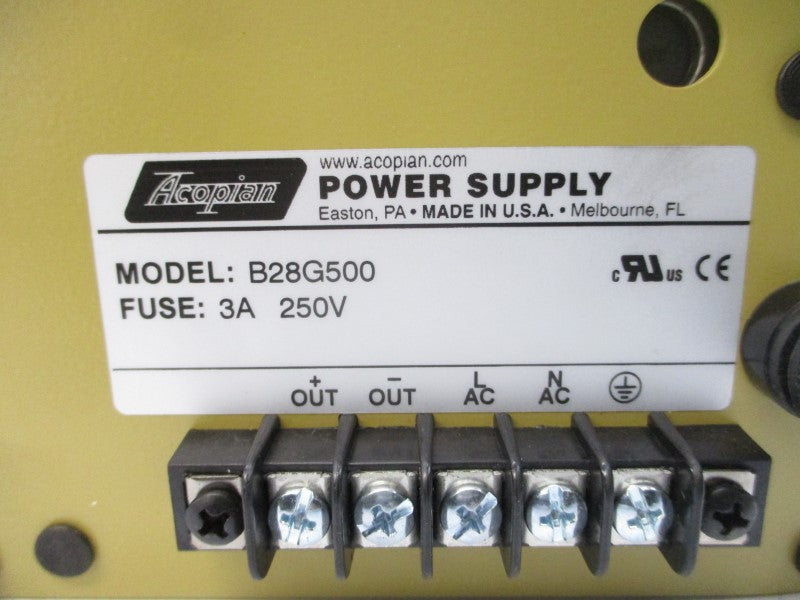 Acopian
www.acopian.com
POWER SUPPLY
Easton, PA • MADE IN U.S.A. • Melbourne, FL
MODEL: B28G500
FUSE: 3A 250V
c RU us CE
+ OUT
− OUT
L AC
N AC